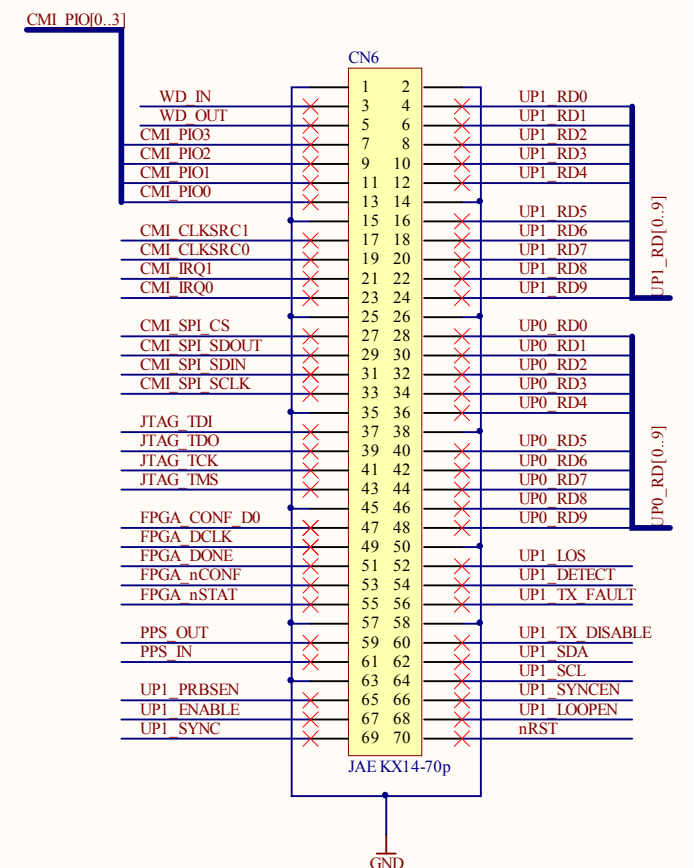 CMI_PIO[0..3]
CN6
1 2
WD_IN 3 4 UP1_RD0
WD_OUT 5 6 UP1_RD1
CMI_PIO3 7 8 UP1_RD2
CMI_PIO2 9 10 UP1_RD3
CMI_PIO1 11 12 UP1_RD4
CMI_PIO0 13 14
15 16 UP1_RD5
CMI_CLKSRC1 17 18 UP1_RD6
CMI_CLKSRC0 19 20 UP1_RD7
CMI_IRQ1 21 22 UP1_RD8
CMI_IRQ0 23 24 UP1_RD9
UP1_RD[0..9]
25 26
CMI_SPI_CS 27 28 UP0_RD0
CMI_SPI_SDOUT 29 30 UP0_RD1
CMI_SPI_SDIN 31 32 UP0_RD2
CMI_SPI_SCLK 33 34 UP0_RD3
35 36 UP0_RD4
JTAG_TDI 37 38
JTAG_TDO 39 40 UP0_RD5
JTAG_TCK 41 42 UP0_RD6
JTAG_TMS 43 44 UP0_RD7
45 46 UP0_RD8
FPGA_CONF_D0 47 48 UP0_RD9
UP0_RD[0..9]
FPGA_DCLK 49 50
FPGA_DONE 51 52 UP1_LOS
FPGA_nCONF 53 54 UP1_DETECT
FPGA_nSTAT 55 56 UP1_TX_FAULT
57 58
PPS_OUT 59 60 UP1_TX_DISABLE
PPS_IN 61 62 UP1_SDA
63 64 UP1_SCL
UP1_PRBSEN 65 66 UP1_SYNCEN
UP1_ENABLE 67 68 UP1_LOOPEN
UP1_SYNC 69 70 nRST
JAE KX14-70p
GND